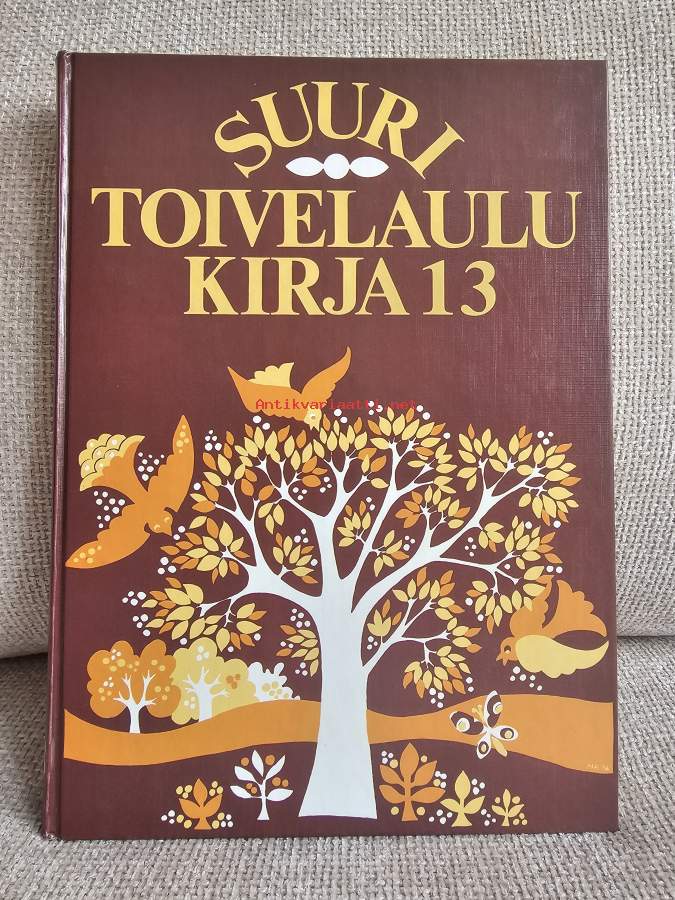 SUURI
TOIVELAULU
KIRJA 13
Antikvariaatti.net